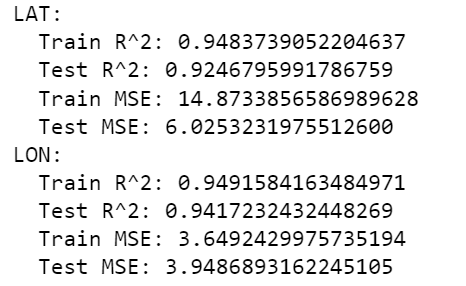 LAT:
  Train R^2: 0.9483739052204637
  Test R^2: 0.9246795991786759
  Train MSE: 14.8733856586989628
  Test MSE: 6.0253231975512600
LON:
  Train R^2: 0.9491584163484971
  Test R^2: 0.9417232432448269
  Train MSE: 3.6492429975735194
  Test MSE: 3.9486893162245105